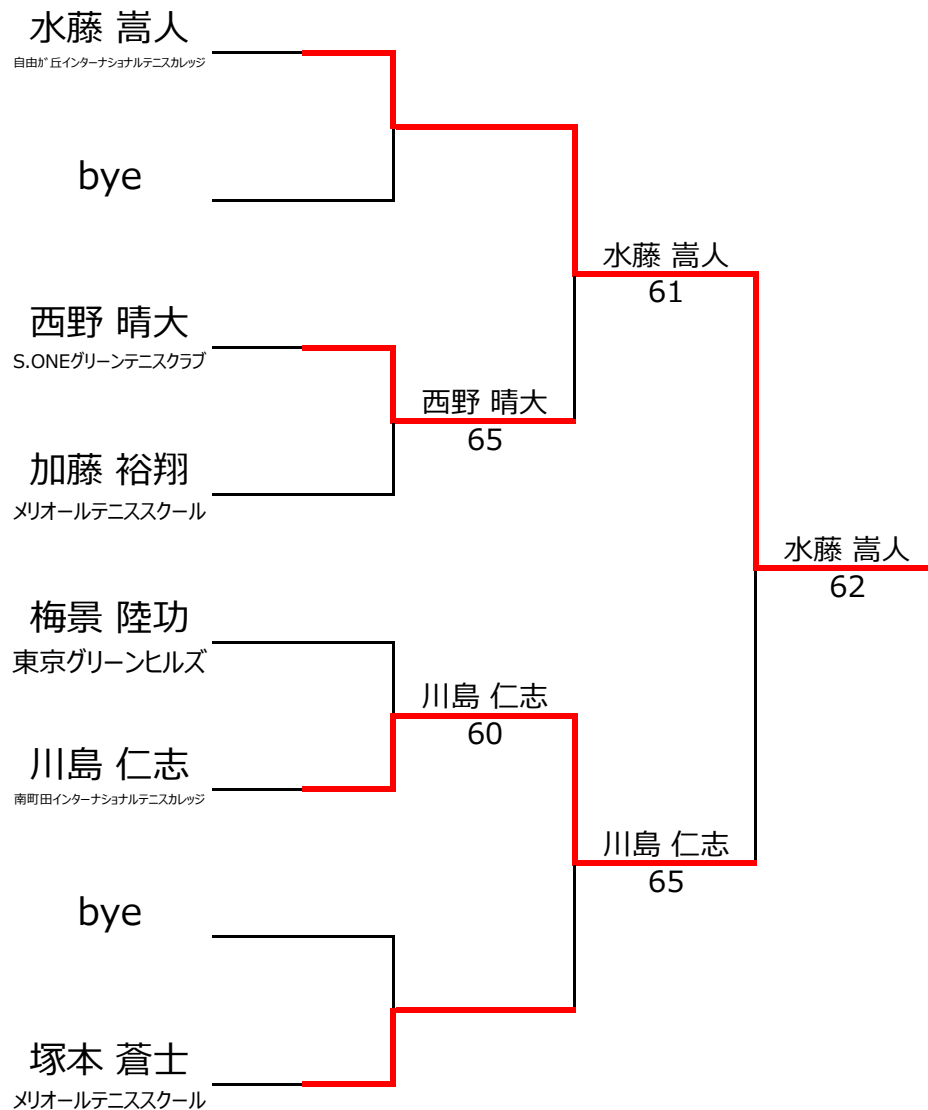 水藤 嵩人
自由が丘インターナショナルテニスカレッジ
bye
西野 晴大
S.ONEグリーンテニスクラブ
加藤 裕翔
メリオールテニススクール
梅景 陸功
東京グリーンヒルズ
川島 仁志
南町田インターナショナルテニスカレッジ
bye
塚本 蒼士
メリオールテニススクール
西野 晴大
65
川島 仁志
60
水藤 嵩人
61
川島 仁志
65
水藤 嵩人
62